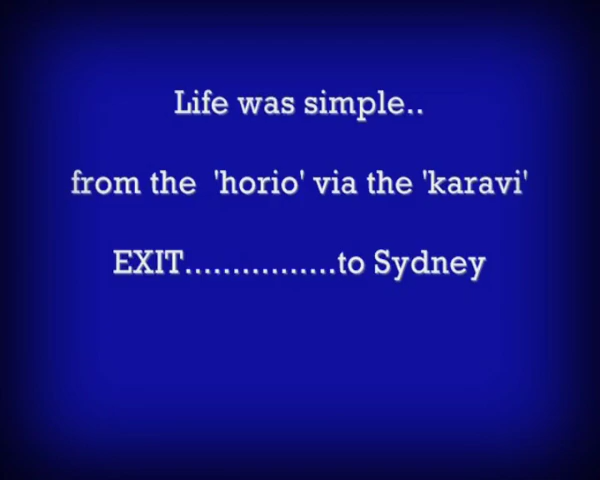 Life was simple..
from the 'horio' via the 'karavi'
EXIT................to Sydney